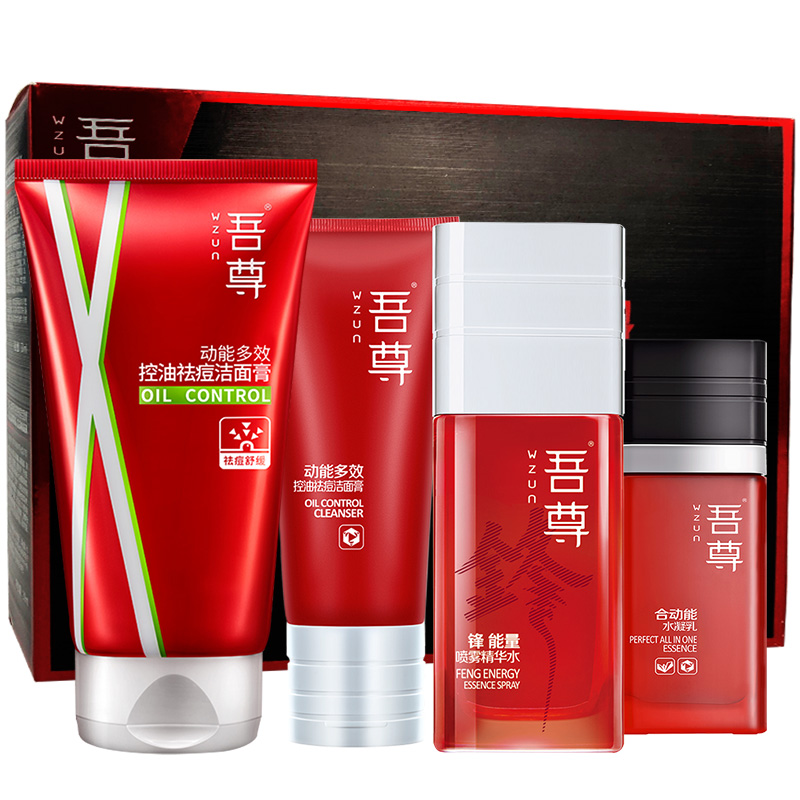 吾尊
WZUN
吾尊®
WZUN
动能多效
控油祛痘洁面膏
OIL CONTROL
祛痘舒缓
吾尊®
WZUN
动能多效
控油祛痘洁面膏
OIL CONTROL
CLEANSER
吾尊®
WZUN
锋
锋 能量
喷雾精华水
FENG ENERGY
ESSENCE SPRAY
吾尊®
WZUN
合动能
水凝乳
PERFECT ALL IN ONE
ESSENCE